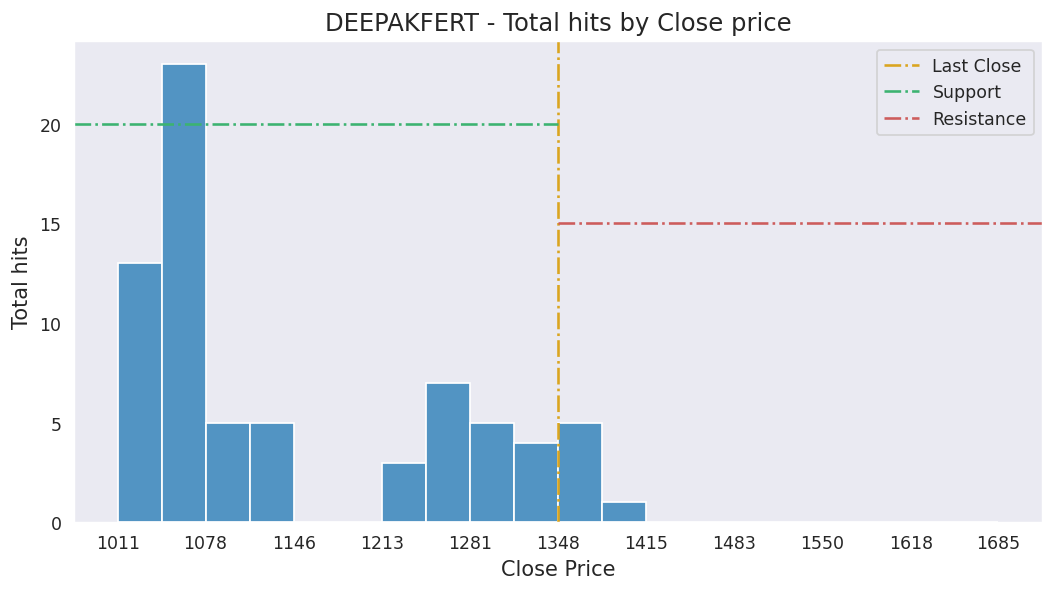 DEEPAKFERT - Total hits by Close price
Last Close
Support
Resistance
Total hits
20
15
10
5
0
1011 1078 1146 1213 1281 1348 1415 1483 1550 1618 1685
Close Price